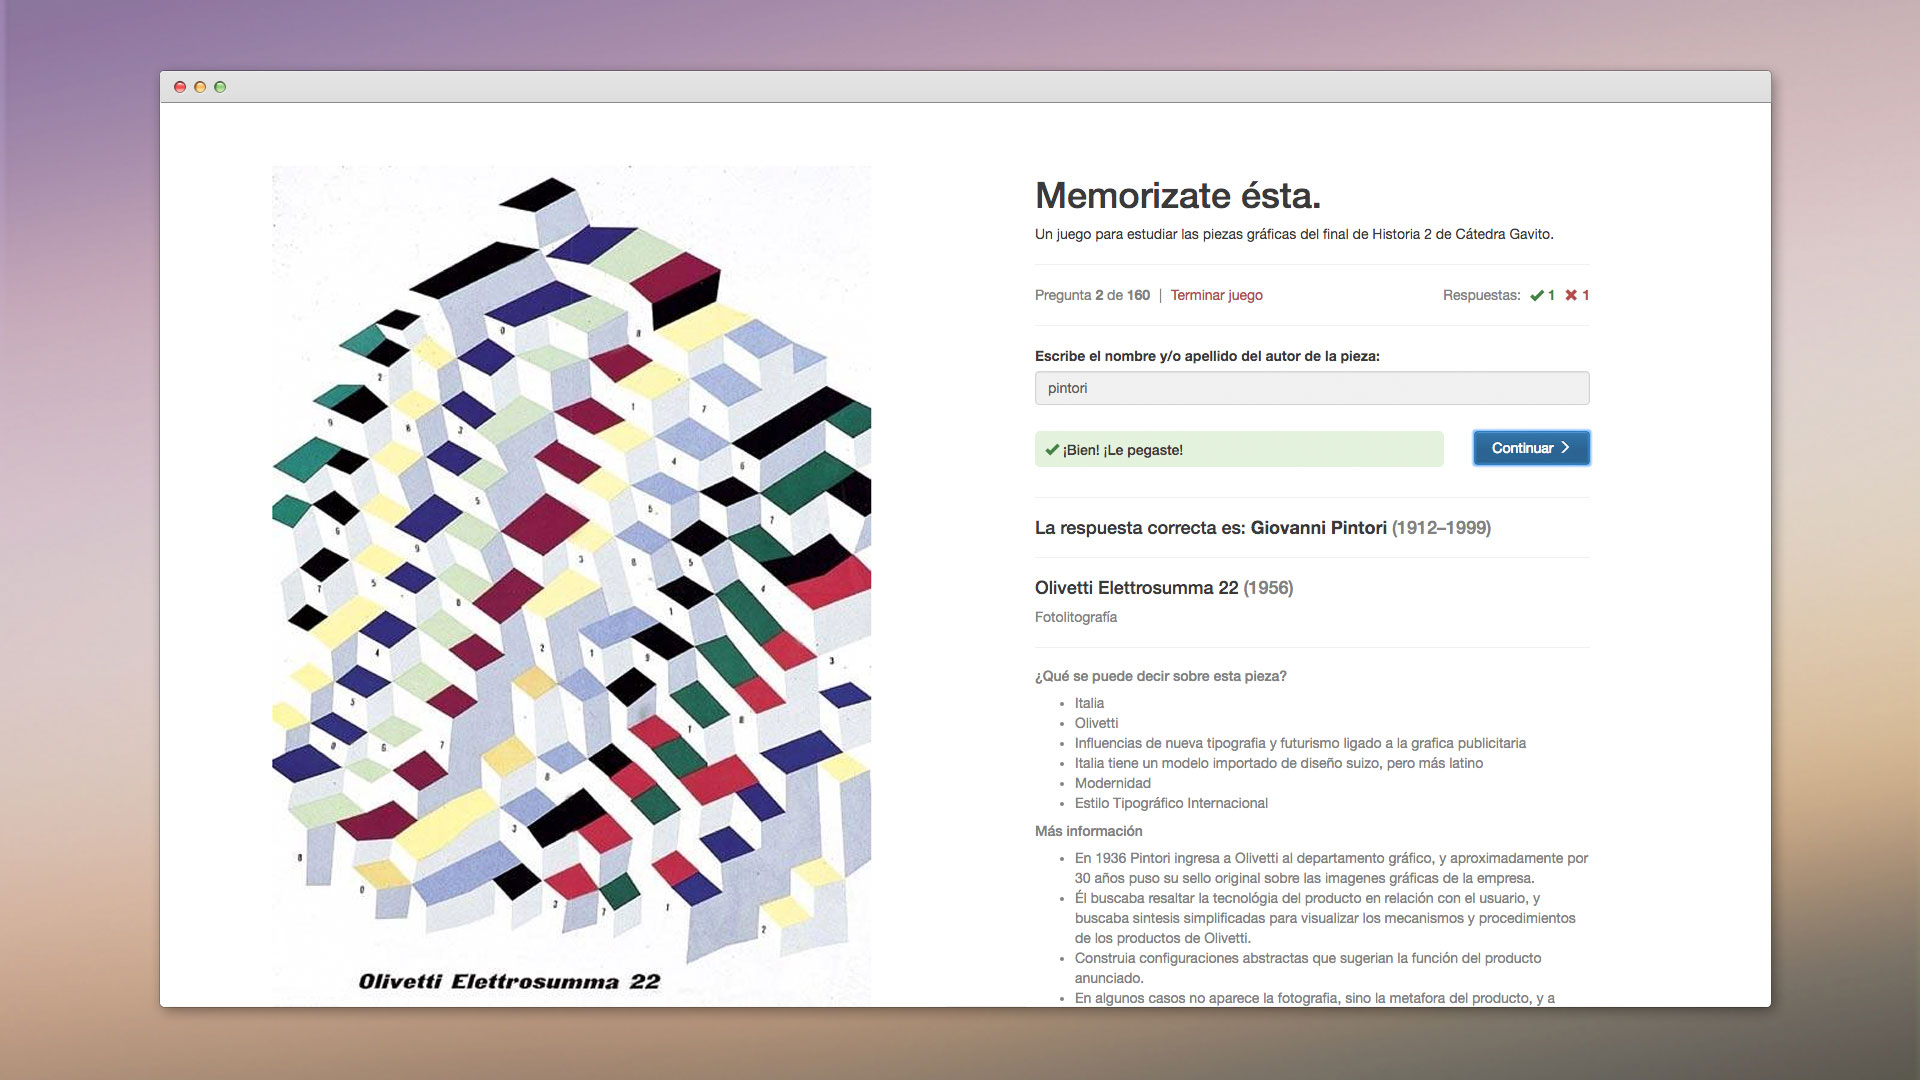 Memorizate ésta.
Un juego para estudiar las piezas gráficas del final de Historia 2 de Cátedra Gavito.
Pregunta 2 de 160 | Terminar juego
Respuestas: ✔ 1 ✖ 1
Escribe el nombre y/o apellido del autor de la pieza:
pintori
✔ ¡Bien! ¡Le pegaste!
Continuar >
La respuesta correcta es: Giovanni Pintori (1912–1999)
Olivetti Elettrosumma 22 (1956)
Fotolitografía
¿Qué se puede decir sobre esta pieza?
• Italia
• Olivetti
• Influencias de nueva tipografia y futurismo ligado a la grafica publicitaria
• Italia tiene un modelo importado de diseño suizo, pero más latino
• Modernidad
• Estilo Tipográfico Internacional
Más información
• En 1936 Pintori ingresa a Olivetti al departamento gráfico, y aproximadamente por
30 años puso su sello original sobre las imagenes gráficas de la empresa.
• Él buscaba resaltar la tecnológia del producto en relación con el usuario, y
buscaba sintesis simplificadas para visualizar los mecanismos y procedimientos
de los productos de Olivetti.
• Construia configuraciones abstractas que sugerian la función del producto
anunciado.
• En algunos casos no aparece la fotografia, sino la metafora del producto, y a
Olivetti Elettrosumma 22